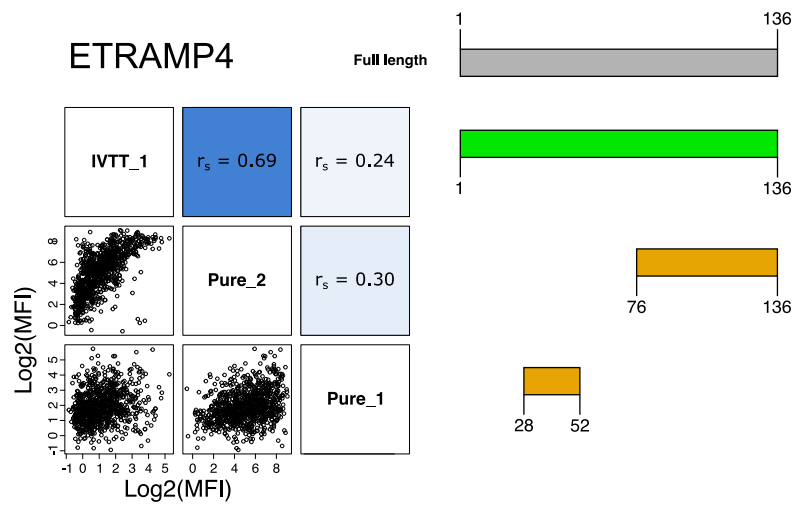 1 136
ETRAMP4
Full length
IVTT_1
rs = 0.69
rs = 0.24
1 136
8
6
4
2
0
Pure_2
rs = 0.30
76 136
Log2(MFI)
5
4
3
2
1
0
-1
Pure_1
28 52
-1 0 1 2 3 4 5
0 2 4 6 8
Log2(MFI)